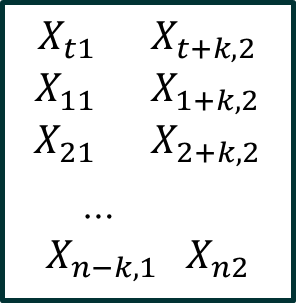 X_{t1} X_{t+k,2}
X_{11} X_{1+k,2}
X_{21} X_{2+k,2}
...
X_{n-k,1} X_{n2}